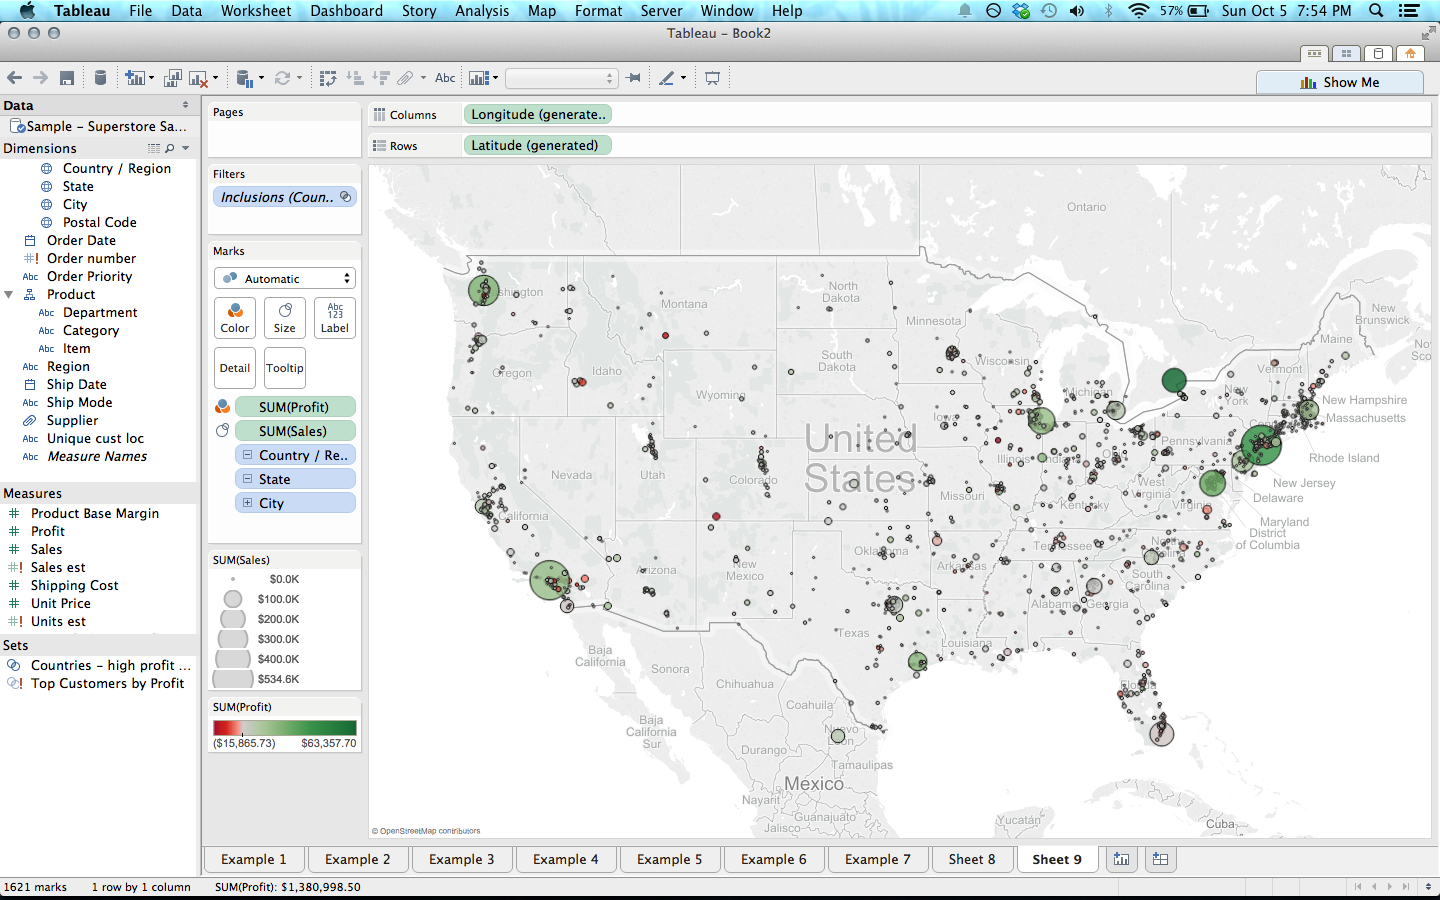 Tableau File Data Worksheet Dashboard Story Analysis Map Format Server Window Help 57% Sun Oct 5 7:54 PM
Tableau - Book2
Abc Show Me
Data
Sample - Superstore Sa...
Dimensions
Country / Region
State
City
Postal Code
Order Date
Order number
Abc Order Priority
Product
Abc Department
Abc Category
Abc Item
Abc Region
Ship Date
Abc Ship Mode
Supplier
Abc Unique cust loc
Abc Measure Names
Measures
Product Base Margin
Profit
Sales
Sales est
Shipping Cost
Unit Price
Units est
Sets
Countries - high profit ...
Top Customers by Profit
Pages
Filters
Inclusions (Coun..
Marks
Automatic
Color Size Abc 123 Label
Detail Tooltip
SUM(Profit)
SUM(Sales)
Country / Re..
State
City
SUM(Sales)
$0.0K
$100.0K
$200.0K
$300.0K
$400.0K
$534.6K
SUM(Profit)
($15,865.73) $63,357.70
Columns Longitude (generate..
Rows Latitude (generated)
Ontario
New Brunswick
Maine
Vermont
New York
New Hampshire
Massachusetts
Rhode Island
Pennsylvania
New Jersey
Delaware
Maryland
District of Columbia
West Virginia
Montana
North Dakota
Minnesota
South Dakota
Wisconsin
Michigan
Oregon
Idaho
Wyoming
Iowa
United States
Nevada
Utah
Colorado
Illinois
Missouri
Kentucky
California
Arizona
New Mexico
Oklahoma
Arkansas
Tennessee
South Carolina
Alabama
Georgia
Texas
Louisiana
Florida
Baja California
Sonora
Chihuahua
Coahuila
Baja California Sur
Nuevo León
Durango
Tamaulipas
Mexico
Nayarit
Guanajuato
Jalisco
Yucatán
Cuba
© OpenStreetMap contributors
Example 1 Example 2 Example 3 Example 4 Example 5 Example 6 Example 7 Sheet 8 Sheet 9
1621 marks 1 row by 1 column SUM(Profit): $1,380,998.50